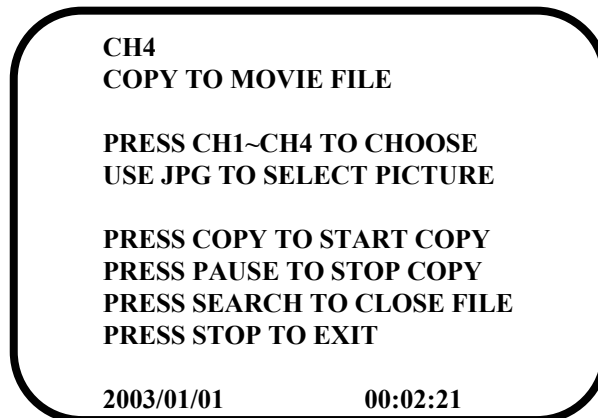 CH4
COPY TO MOVIE FILE
PRESS CH1~CH4 TO CHOOSE
USE JPG TO SELECT PICTURE
PRESS COPY TO START COPY
PRESS PAUSE TO STOP COPY
PRESS SEARCH TO CLOSE FILE
PRESS STOP TO EXIT
2003/01/01 00:02:21